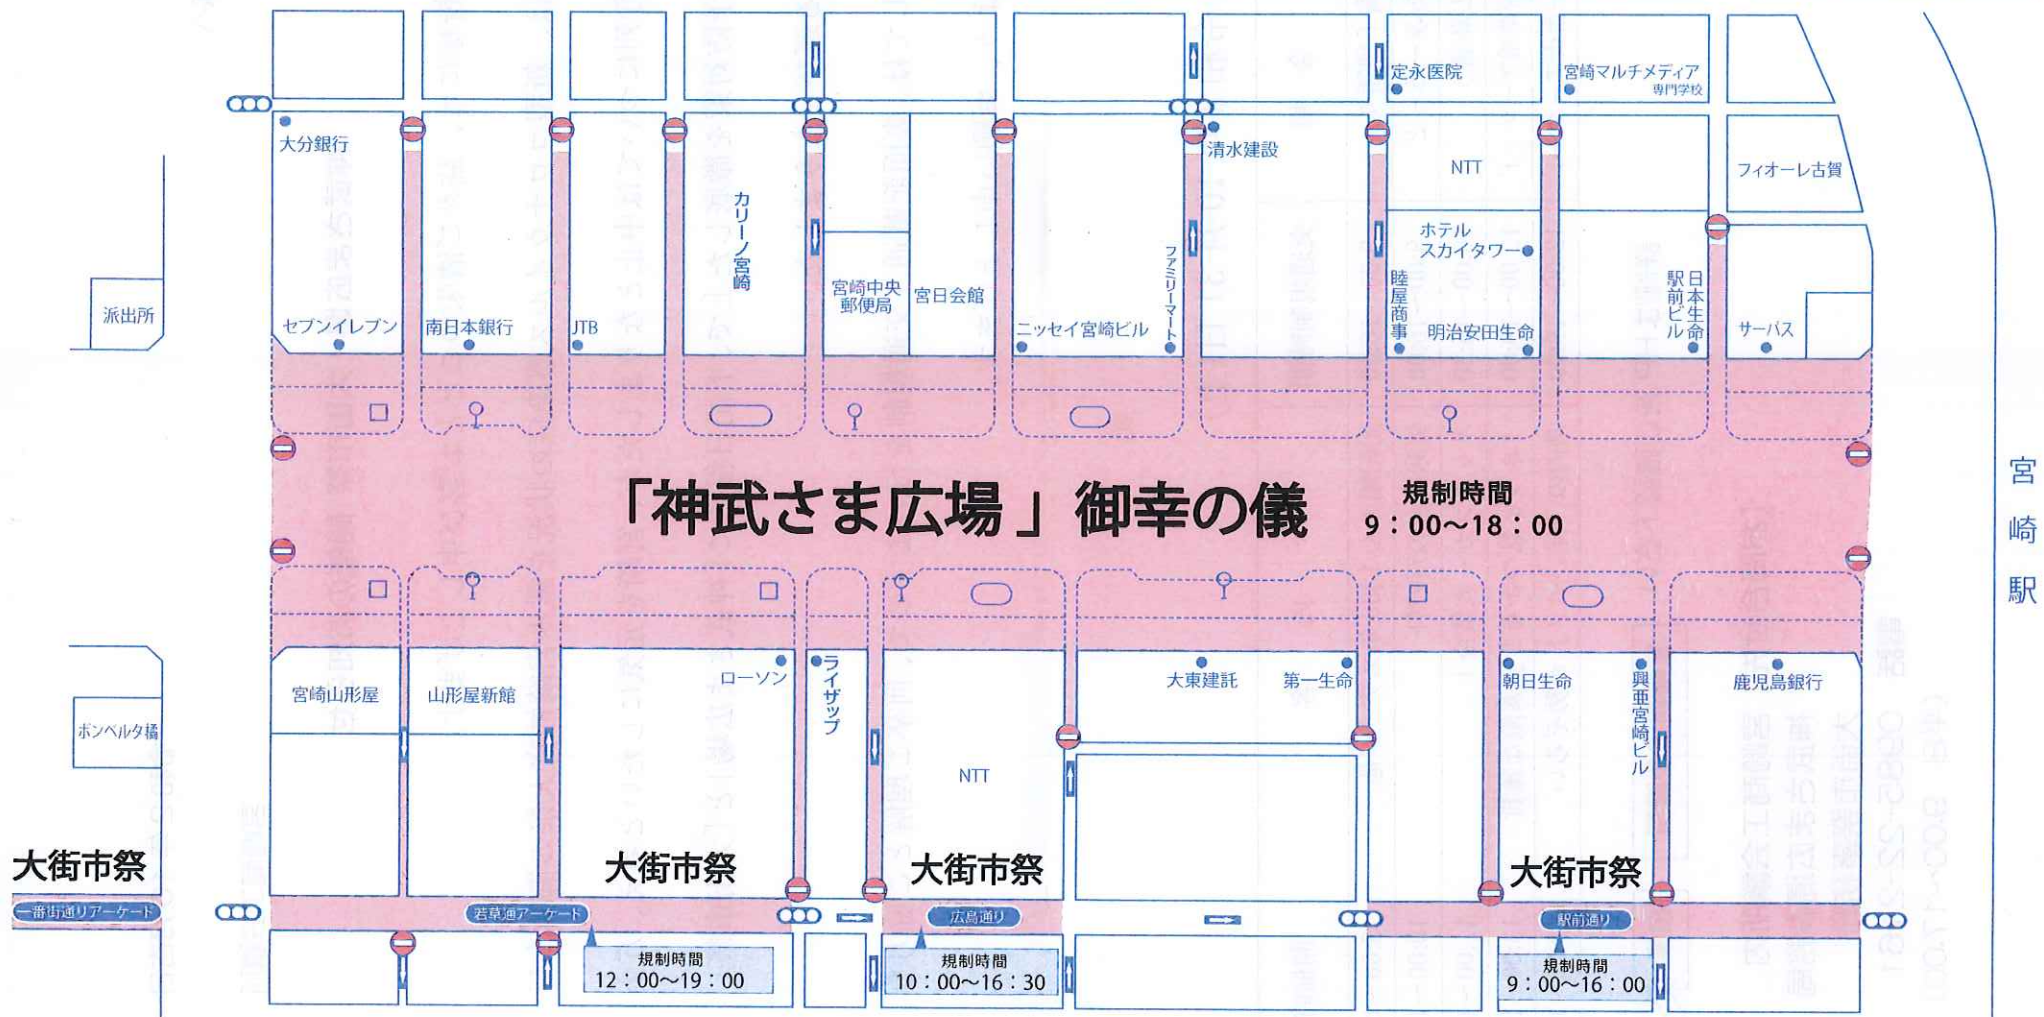 定永医院
宮崎マルチメディア
専門学校
大分銀行
清水建設
NTT
フィオーレ古賀
カリーノ宮崎
ホテル
スカイタワー
ファミリーマート
派出所
セブンイレブン
南日本銀行
JTB
宮崎中央
郵便局
宮日会館
ニッセイ宮崎ビル
睦屋商事
明治安田生命
日本生命
駅前ビル
サーパス
「神武さま広場」御幸の儀
規制時間
9：00〜18：00
宮崎駅
宮崎山形屋
山形屋新館
ローソン
ライザップ
大東建託
第一生命
朝日生命
興亜宮崎ビル
鹿児島銀行
ボンベルタ橘
NTT
大街市祭
大街市祭
大街市祭
大街市祭
一番街通りアーケード
若草通アーケード
広島通り
駅前通り
規制時間
12：00〜19：00
規制時間
10：00〜16：30
規制時間
9：00〜16：00